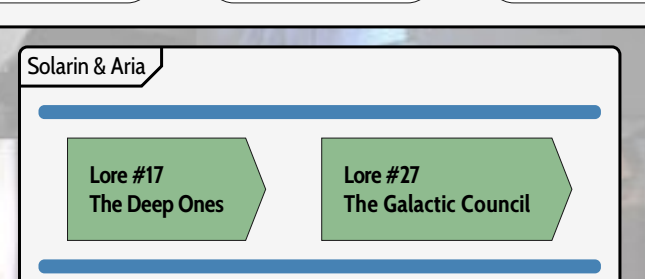 Solarin & Aria
Lore #17
The Deep Ones
Lore #27
The Galactic Council